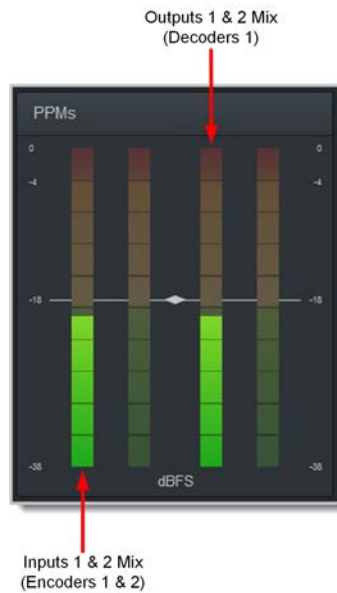 Outputs 1 & 2 Mix
(Decoders 1)
PPMs
0 0
-4 -4
-18 -18
-38 -38
dBFS
Inputs 1 & 2 Mix
(Encoders 1 & 2)